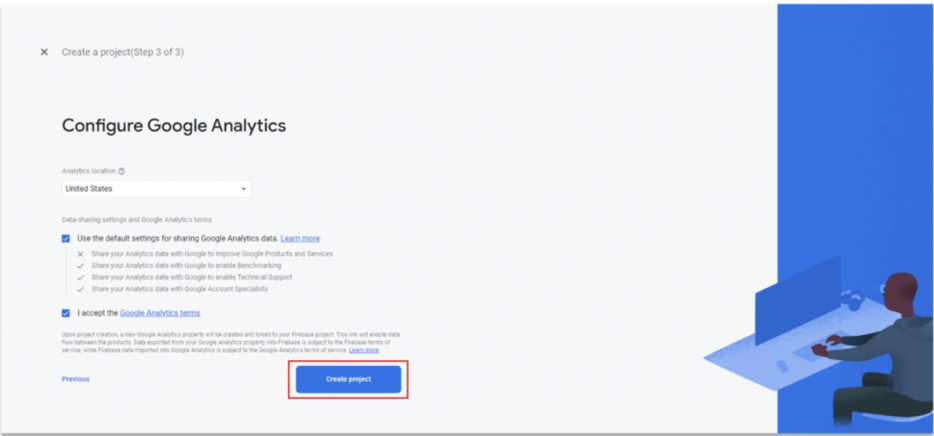 Create a project(Step 3 of 3)
Configure Google Analytics
Analytics location
United States
Data-sharing settings and Google Analytics terms
Use the default settings for sharing Google Analytics data. Learn more
Share your Analytics data with Google to improve Google Products and Services
Share your Analytics data with Google to enable Benchmarking
Share your Analytics data with Google to enable Technical Support
Share your Analytics data with Google Account Specialists
I accept the Google Analytics terms
Upon project creation, a new Google Analytics property will be created and linked to your Firebase project. This link will enable data
flow between the products. Data exported from your Google Analytics property into Firebase is subject to the Firebase terms of
service, while Firebase data imported into Google Analytics is subject to the Google Analytics terms of service. Learn more
Previous
Create project